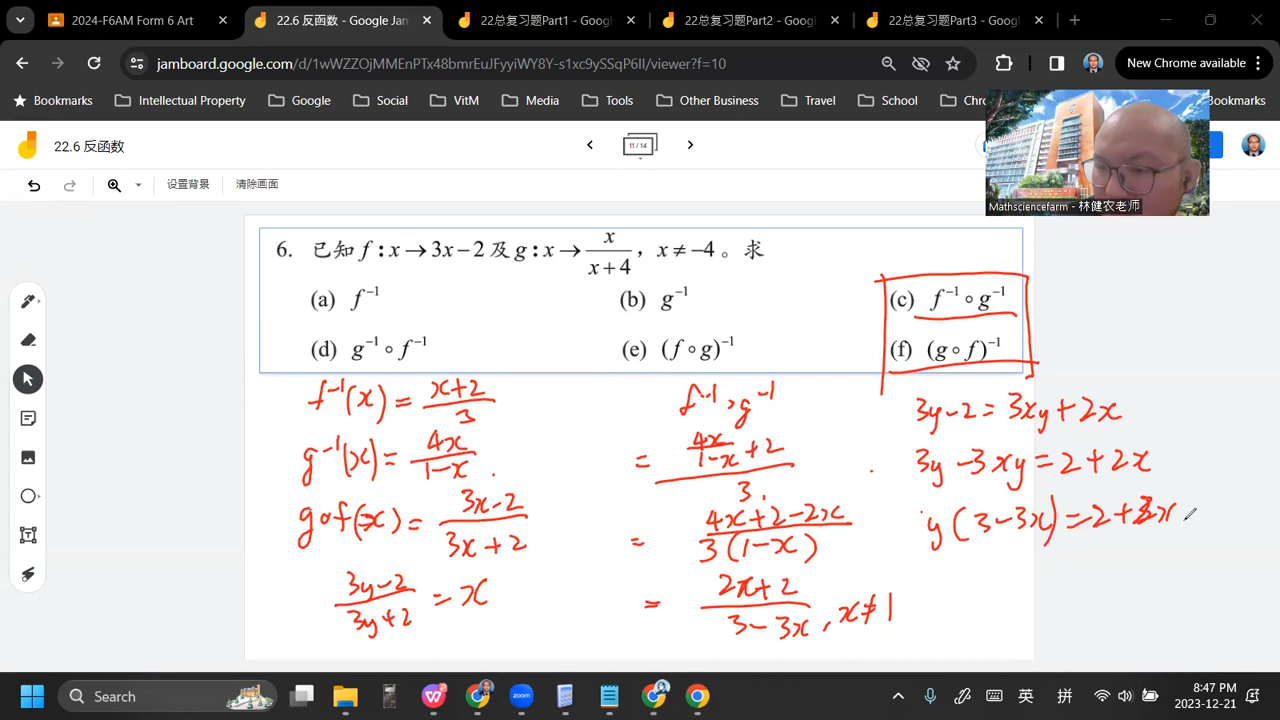 2024-F6AM Form 6 Art
22.6 反函数 - Google Jam
22总复习题Part1 - Googl
22总复习题Part2 - Googl
22总复习题Part3 - Googl
jamboard.google.com/d/1wWZZOjMMEnPTx48bmrEuJFyyiWY8Y-s1xc9ySSqP6lI/viewer?f=10
New Chrome available
Bookmarks
Intellectual Property
Google
Social
VitM
Media
Tools
Other Business
Travel
School
Chr
Bookmarks
22.6 反函数
11 / 14
设置背景
清除画面
Mathsciencefarm - 林健农老师
6. 已知 f : x → 3x − 2 及 g : x → x/(x + 4), x ≠ −4。求
(a) f⁻¹ (b) g⁻¹ (c) f⁻¹ ∘ g⁻¹
(d) g⁻¹ ∘ f⁻¹ (e) (f ∘ g)⁻¹ (f) (g ∘ f)⁻¹
f⁻¹(x) = (x+2)/3
g⁻¹(x) = 4x/(1−x)
g∘f(x) = (3x−2)/(3x+2)
(3y−2)/(3y+2) = x
f⁻¹∘g⁻¹
= (4x/(1−x) + 2)/3
= (4x+2−2x)/(3(1−x))
= (2x+2)/(3−3x), x≠1
3y−2 = 3xy+2x
3y−3xy = 2+2x
y(3−3x) = 2+2x
Search
英
拼
8:47 PM
2023-12-21